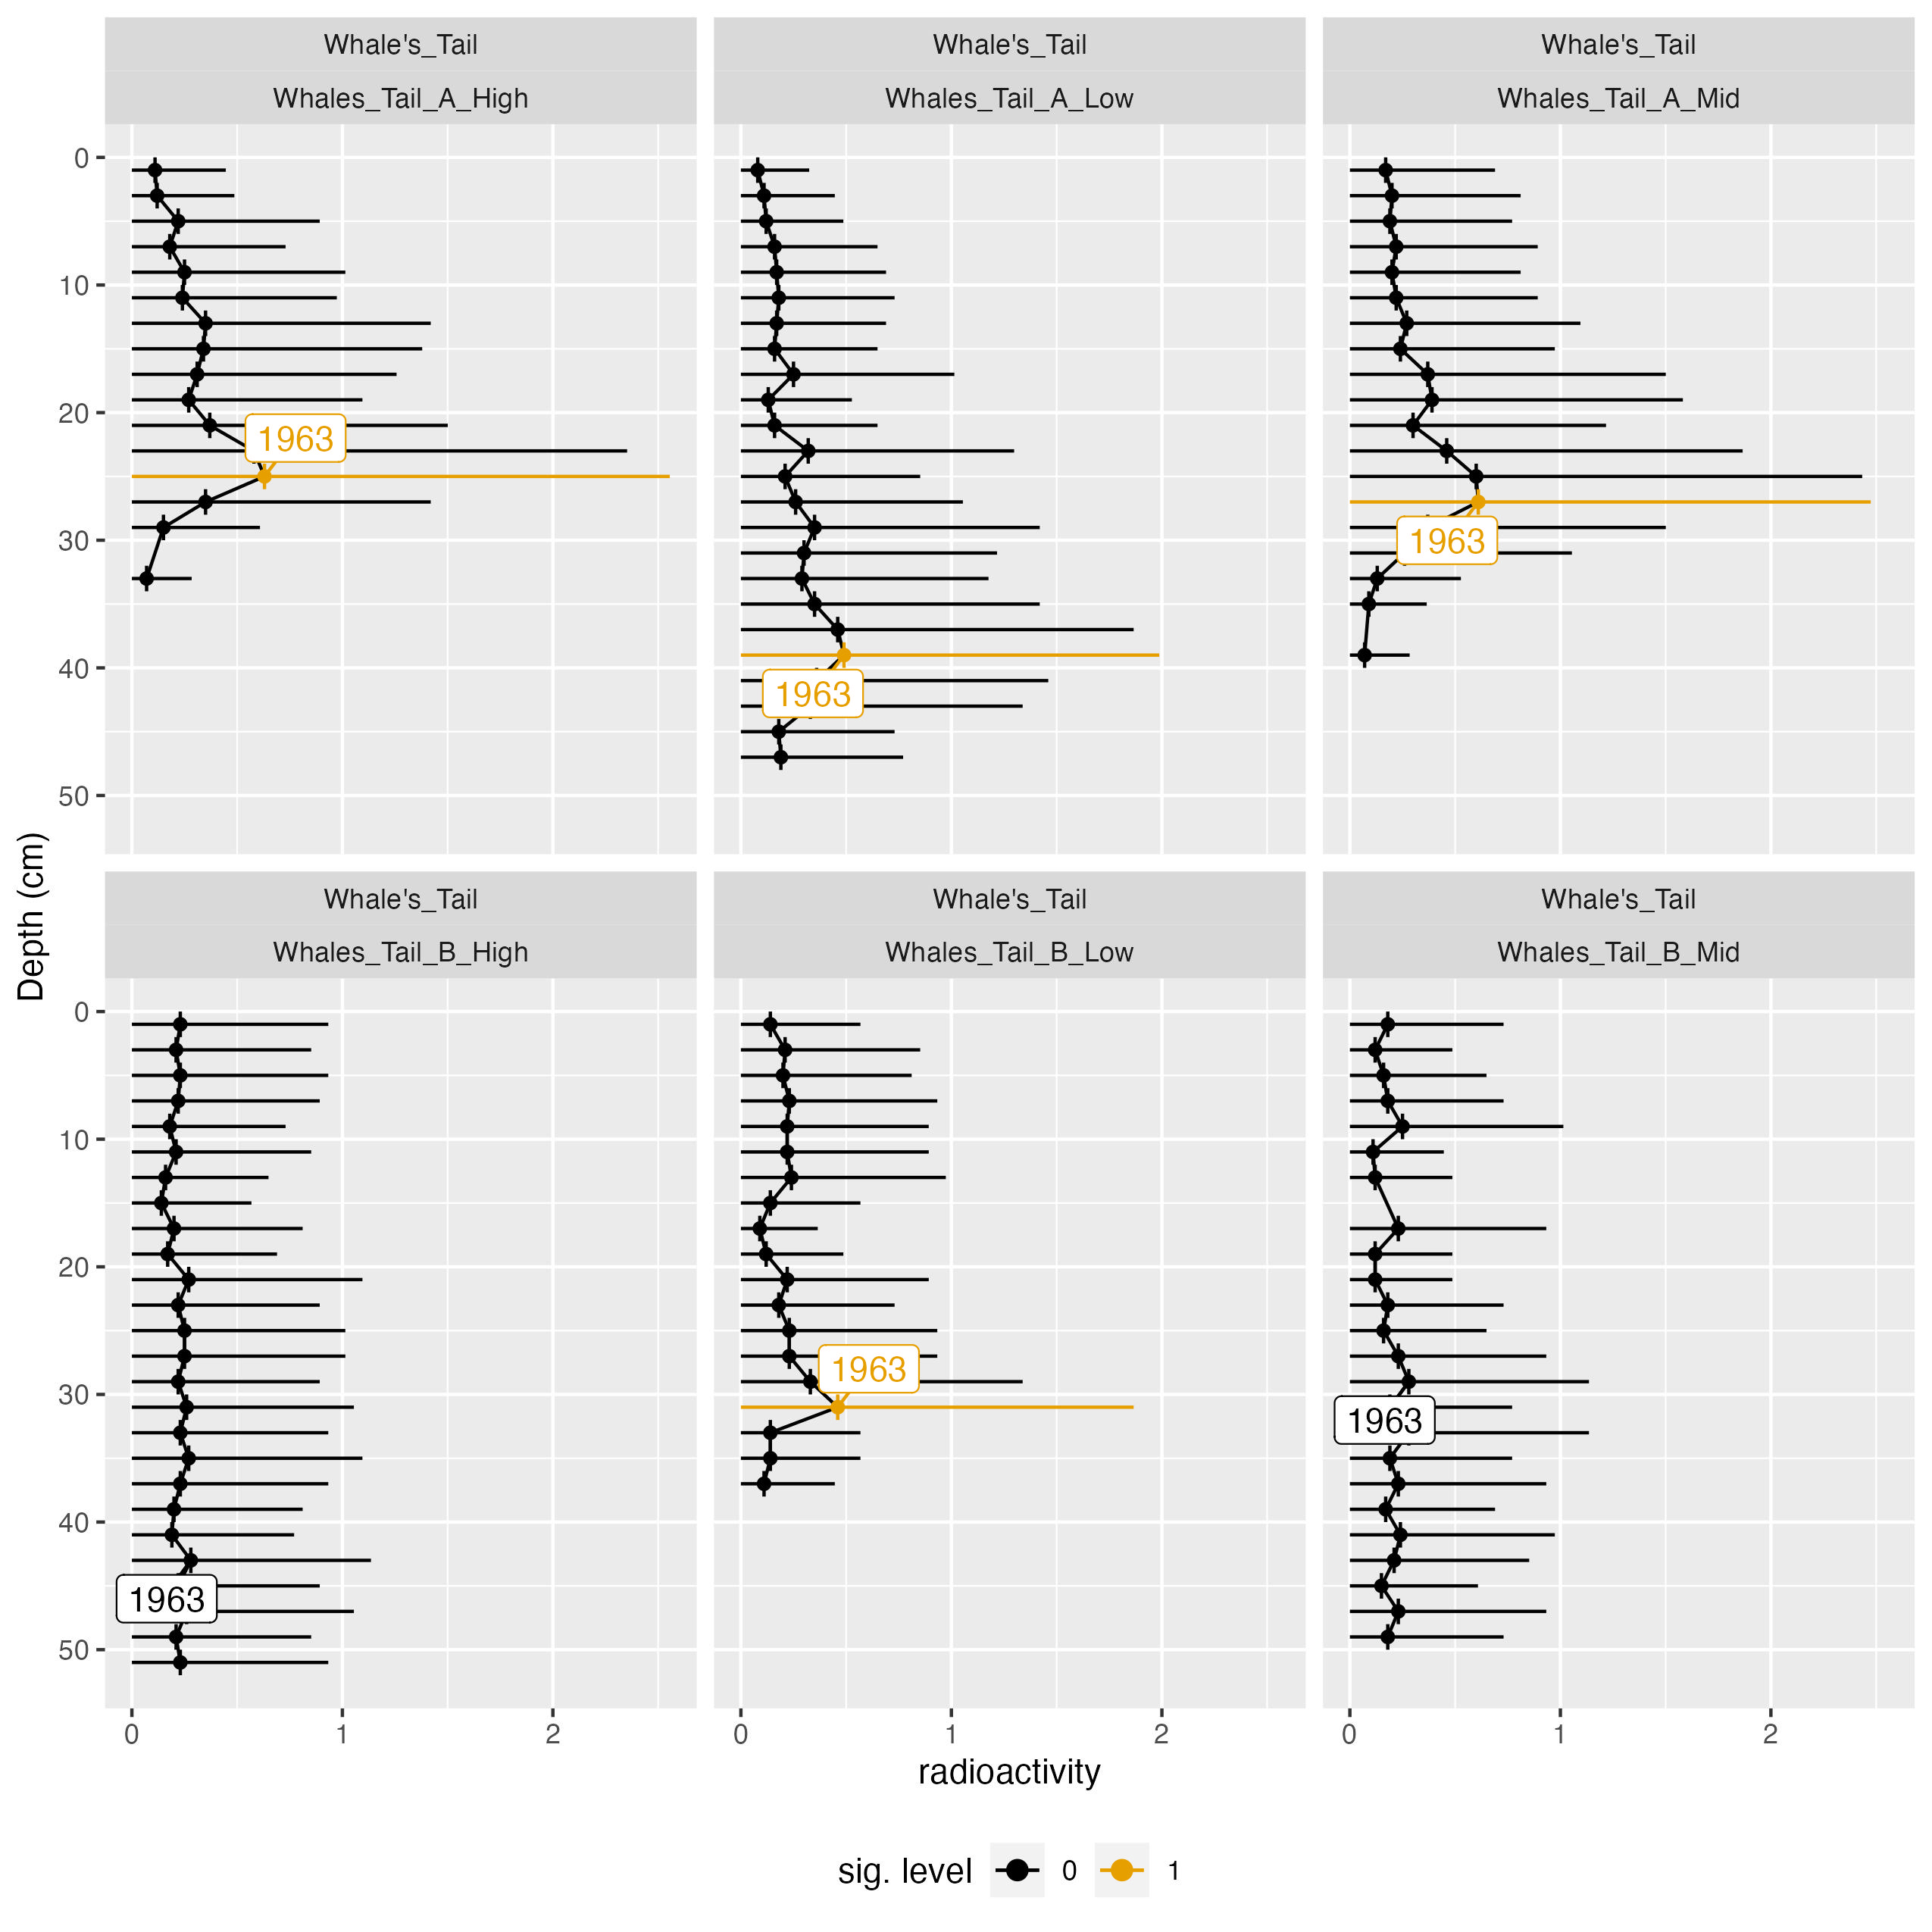 Whale's_Tail
Whales_Tail_A_High
Whale's_Tail
Whales_Tail_A_Low
Whale's_Tail
Whales_Tail_A_Mid
0
10
20
30
40
50
1963
1963
1963
Depth (cm)
Whale's_Tail
Whales_Tail_B_High
Whale's_Tail
Whales_Tail_B_Low
Whale's_Tail
Whales_Tail_B_Mid
0
10
20
30
40
50
1963
1963
1963
0 1 2
0 1 2
0 1 2
radioactivity
sig. level 0 1